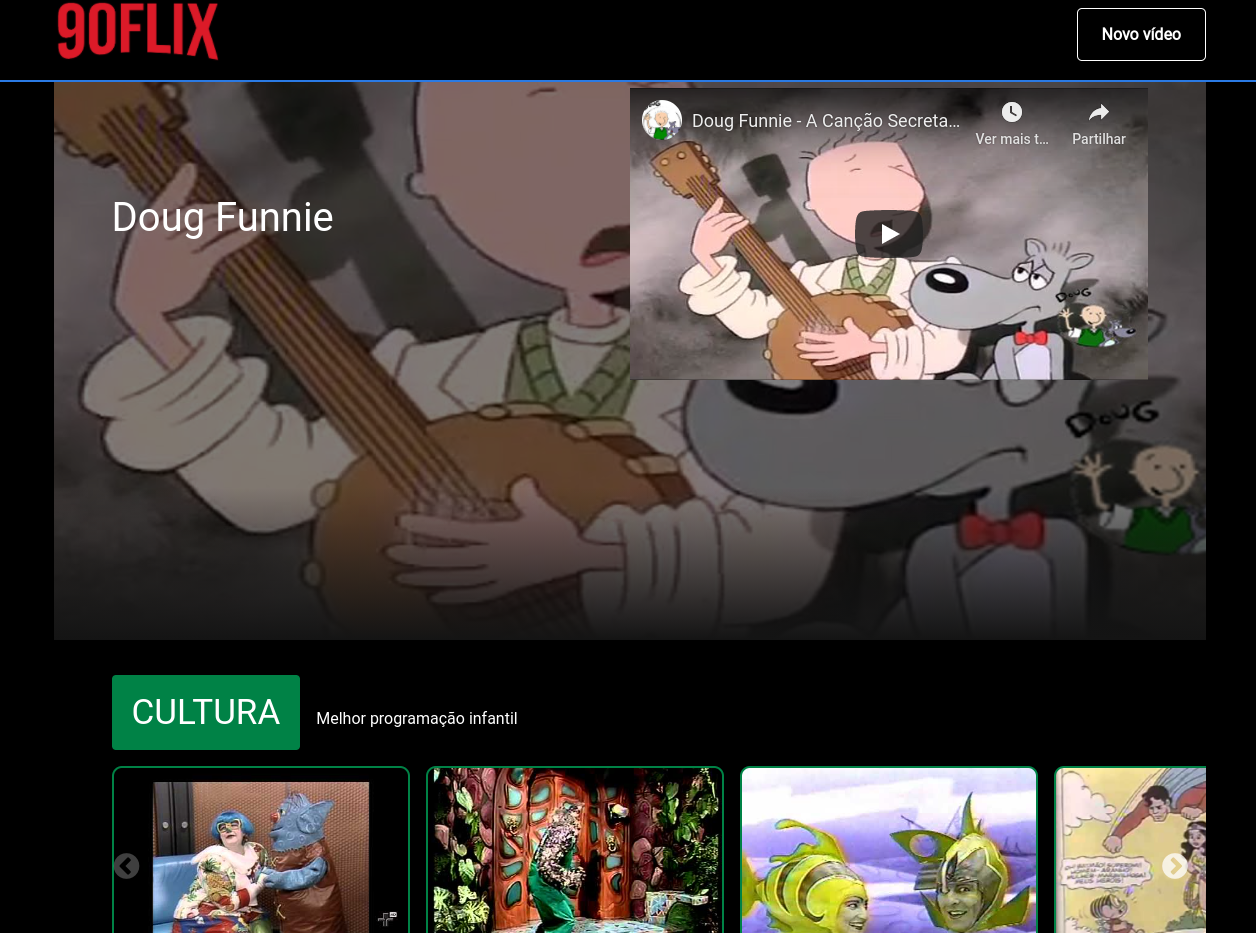 90FLIX
Novo vídeo
Doug Funnie - A Canção Secreta...
Ver mais t...
Partilhar
Doug Funnie
DOUG
DOUG
CULTURA
Melhor programação infantil